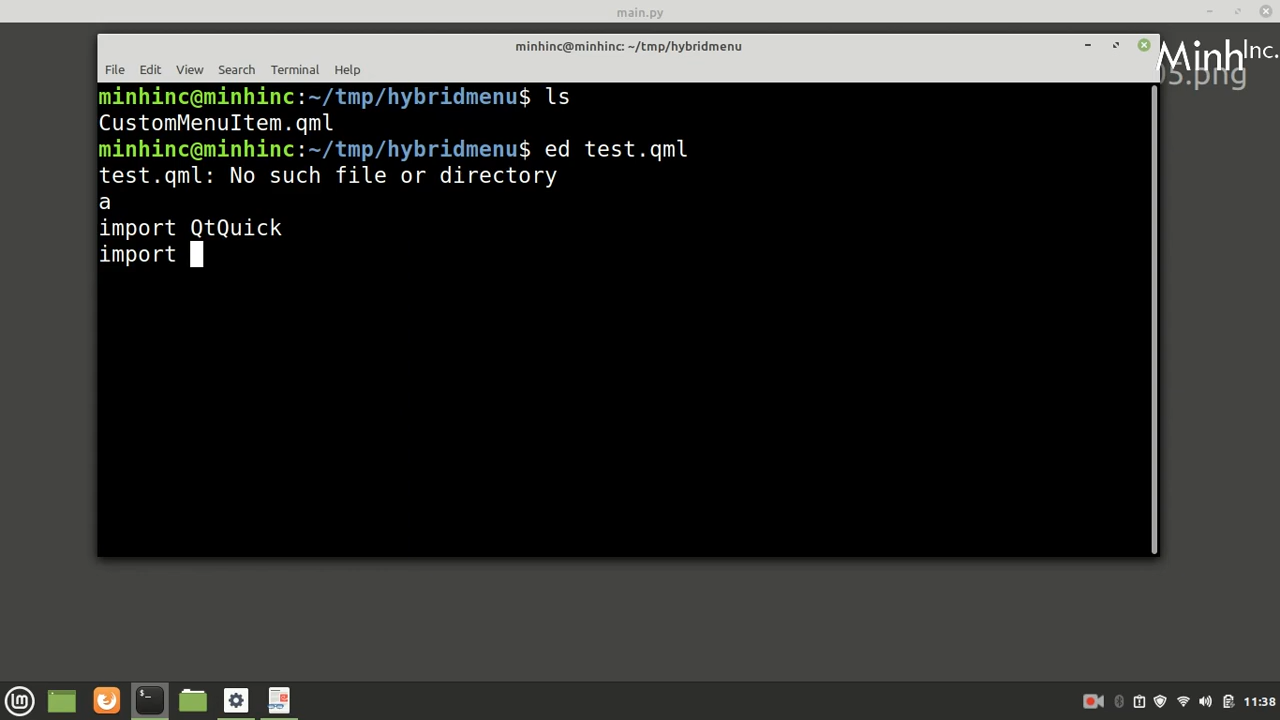 main.py
minhinc@minhinc: ~/tmp/hybridmenu
MinhInc.
05.png
File Edit View Search Terminal Help
minhinc@minhinc:~/tmp/hybridmenu$ ls
CustomMenuItem.qml
minhinc@minhinc:~/tmp/hybridmenu$ ed test.qml
test.qml: No such file or directory
a
import QtQuick
import
11:38